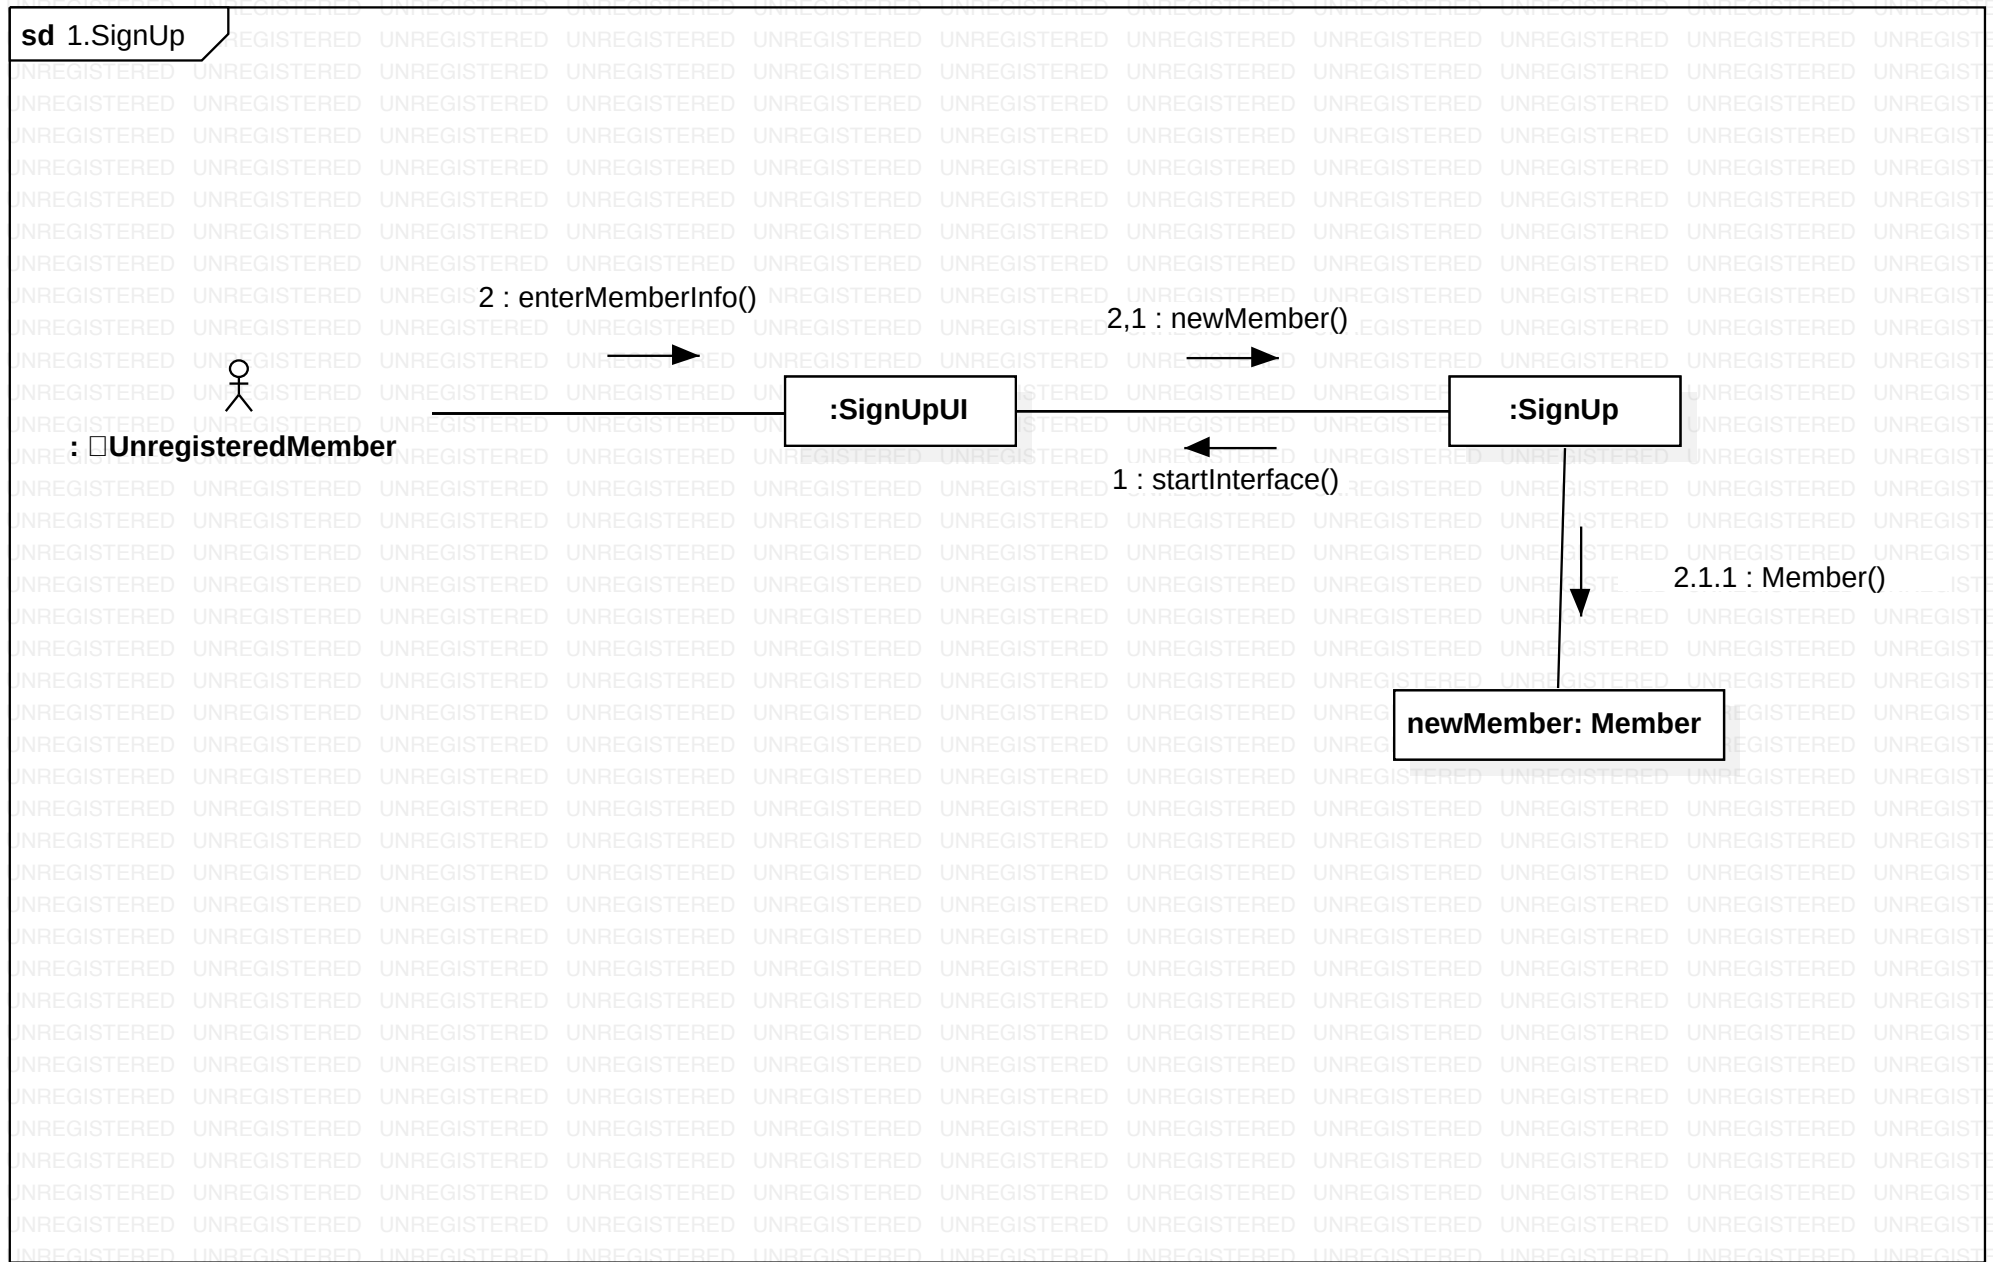 sd 1.SignUp
2 : enterMemberInfo()
2,1 : newMember()
:SignUpUI
:SignUp
: □UnregisteredMember
1 : startInterface()
2.1.1 : Member()
newMember: Member
UNREGISTERED